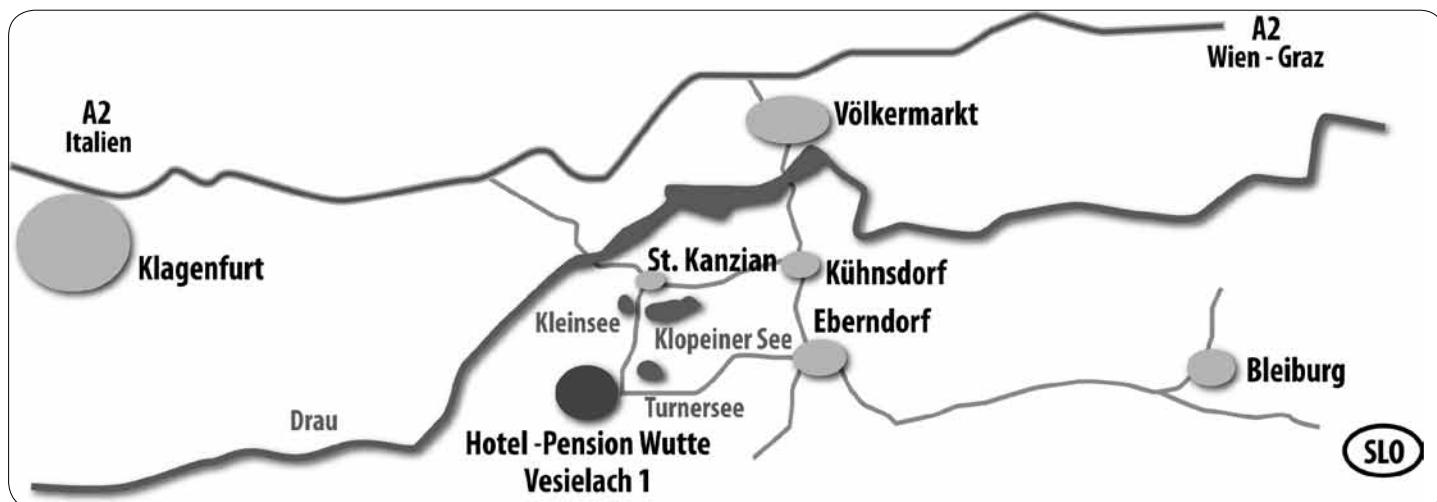 A2
Wien - Graz
A2
Italien
Völkermarkt
Klagenfurt
St. Kanzian
Kühnsdorf
Kleinsee
Klopeiner See
Eberndorf
Bleiburg
Turnersee
Drau
Hotel -Pension Wutte
Vesielach 1
SLO